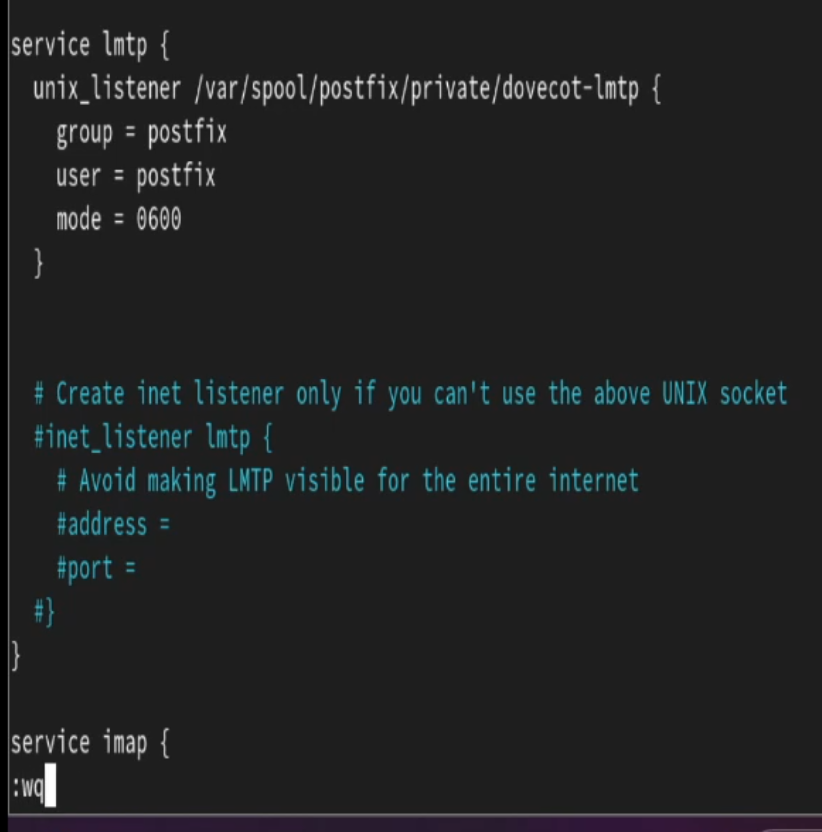 service lmtp {
  unix_listener /var/spool/postfix/private/dovecot-lmtp {
    group = postfix
    user = postfix
    mode = 0600
  }
  # Create inet listener only if you can't use the above UNIX socket
  #inet_listener lmtp {
    # Avoid making LMTP visible for the entire internet
    #address =
    #port =
  #}
}
service imap {
:wq